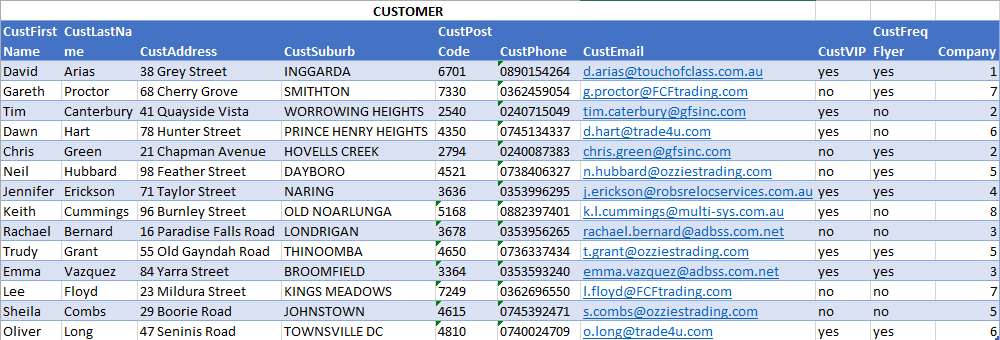 CUSTOMER
CustFirst CustLastNa CustPost CustFreq
Name me CustAddress CustSuburb Code CustPhone CustEmail CustVIP Flyer Company
David Arias 38 Grey Street INGGARDA 6701 0890154264 d.arias@touchofclass.com.au yes yes 1
Gareth Proctor 68 Cherry Grove SMITHTON 7330 0362459054 g.proctor@FCFtrading.com no yes 7
Tim Canterbury 41 Quayside Vista WORROWING HEIGHTS 2540 0240715049 tim.caterbury@gfsinc.com yes no 2
Dawn Hart 78 Hunter Street PRINCE HENRY HEIGHTS 4350 0745134337 d.hart@trade4u.com yes no 6
Chris Green 21 Chapman Avenue HOVELLS CREEK 2794 0240087383 chris.green@gfsinc.com no yes 2
Neil Hubbard 98 Feather Street DAYBORO 4521 0738406327 n.hubbard@ozziestrading.com no yes 5
Jennifer Erickson 71 Taylor Street NARING 3636 0353996295 j.erickson@robsrelocservices.com.au yes yes 4
Keith Cummings 96 Burnley Street OLD NOARLUNGA 5168 0882397401 k.l.cummings@multi-sys.com.au yes no 8
Rachael Bernard 16 Paradise Falls Road LONDRIGAN 3678 0353956265 rachael.bernard@adbss.com.net no no 3
Trudy Grant 55 Old Gayndah Road THINOOMBA 4650 0736337434 t.grant@ozziestrading.com yes yes 5
Emma Vazquez 84 Yarra Street BROOMFIELD 3364 0353593240 emma.vazquez@adbss.com.net yes yes 3
Lee Floyd 23 Mildura Street KINGS MEADOWS 7249 0362696550 l.floyd@FCFtrading.com no no 7
Sheila Combs 29 Boorie Road JOHNSTOWN 4615 0745392471 s.combs@ozziestrading.com no no 5
Oliver Long 47 Seninis Road TOWNSVILLE DC 4810 0740024709 o.long@trade4u.com yes yes 6